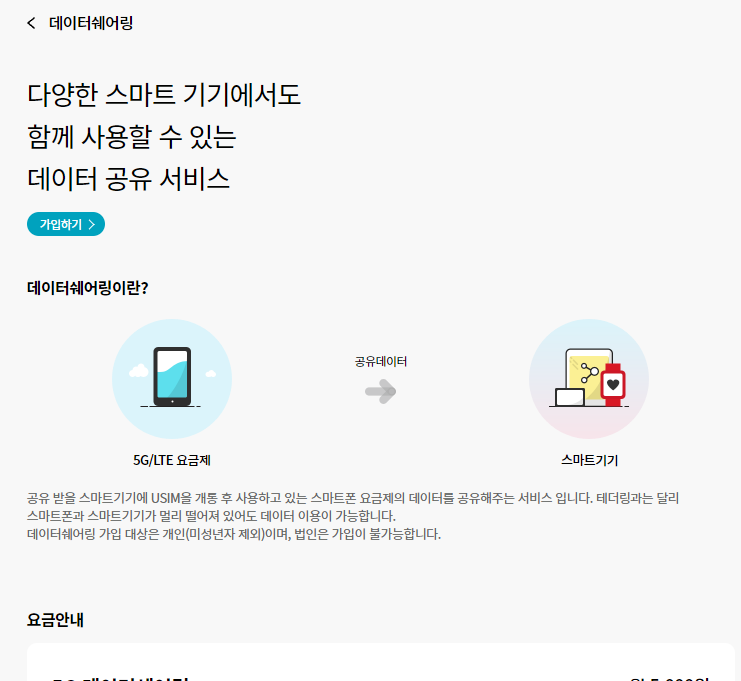 데이터쉐어링
다양한 스마트 기기에서도
함께 사용할 수 있는
데이터 공유 서비스
가입하기
데이터쉐어링이란?
공유데이터
5G/LTE 요금제
스마트기기
공유 받을 스마트기기에 USIM을 개통 후 사용하고 있는 스마트폰 요금제의 데이터를 공유해주는 서비스 입니다. 테더링과는 달리
스마트폰과 스마트기기가 멀리 떨어져 있어도 데이터 이용이 가능합니다.
데이터쉐어링 가입 대상은 개인(미성년자 제외)이며, 법인은 가입이 불가능합니다.
요금안내